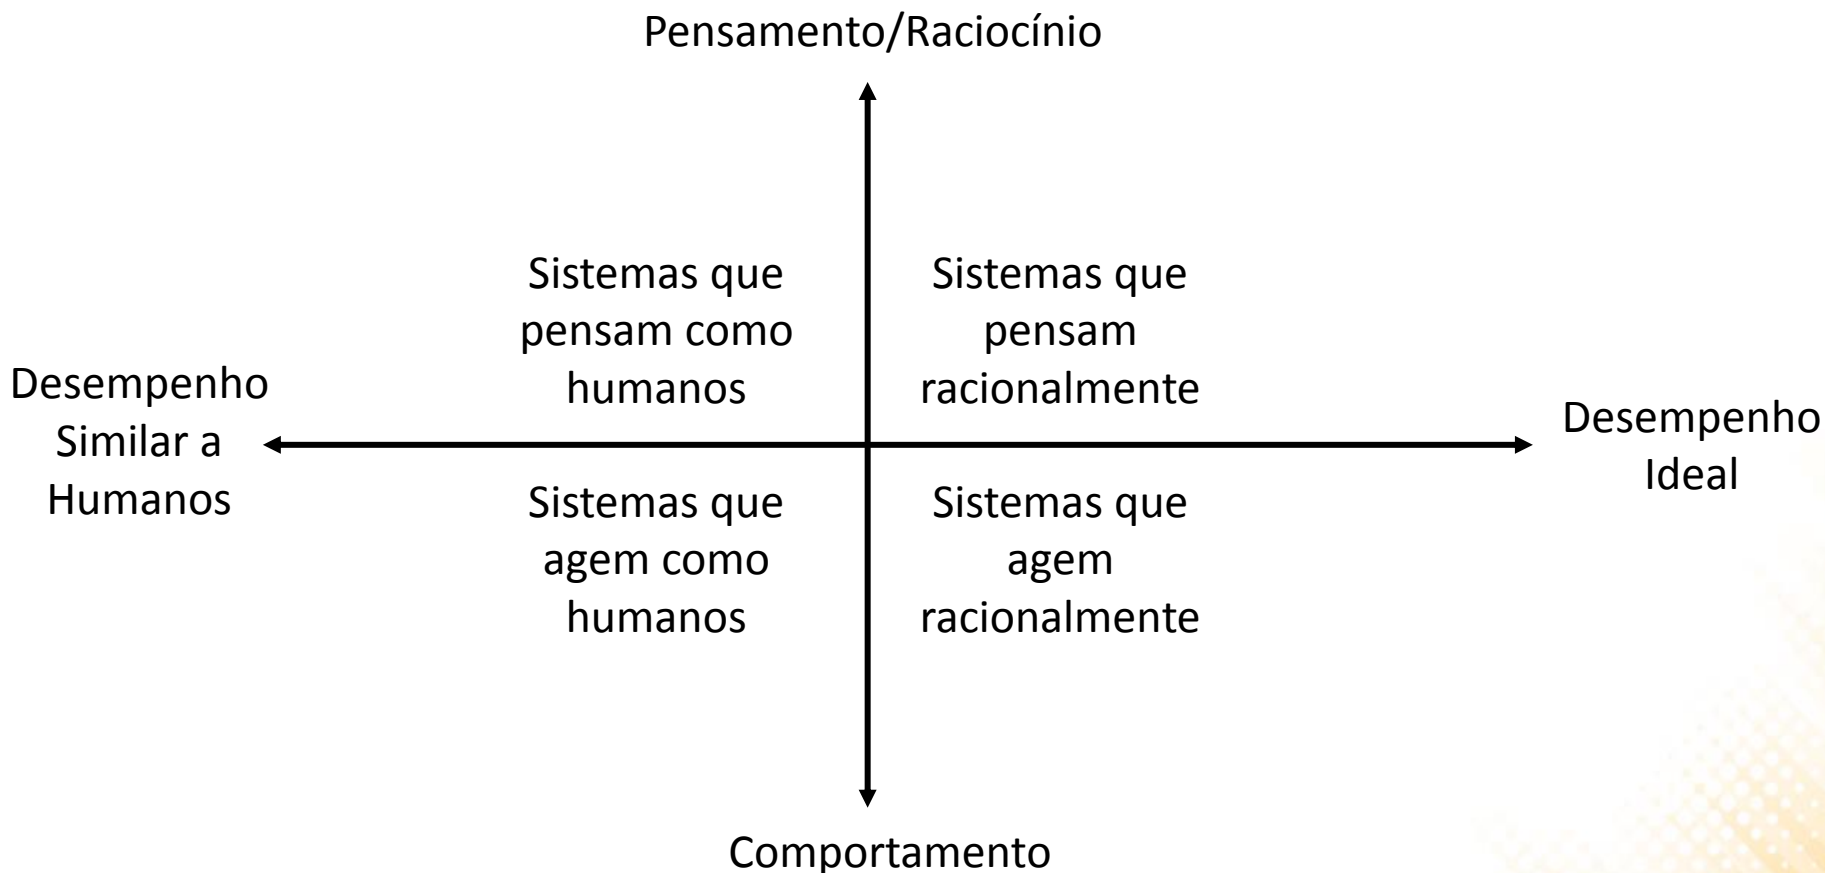 Pensamento/Raciocínio
Sistemas que
pensam como
humanos
Sistemas que
pensam
racionalmente
Desempenho
Similar a
Humanos
Desempenho
Ideal
Sistemas que
agem como
humanos
Sistemas que
agem
racionalmente
Comportamento